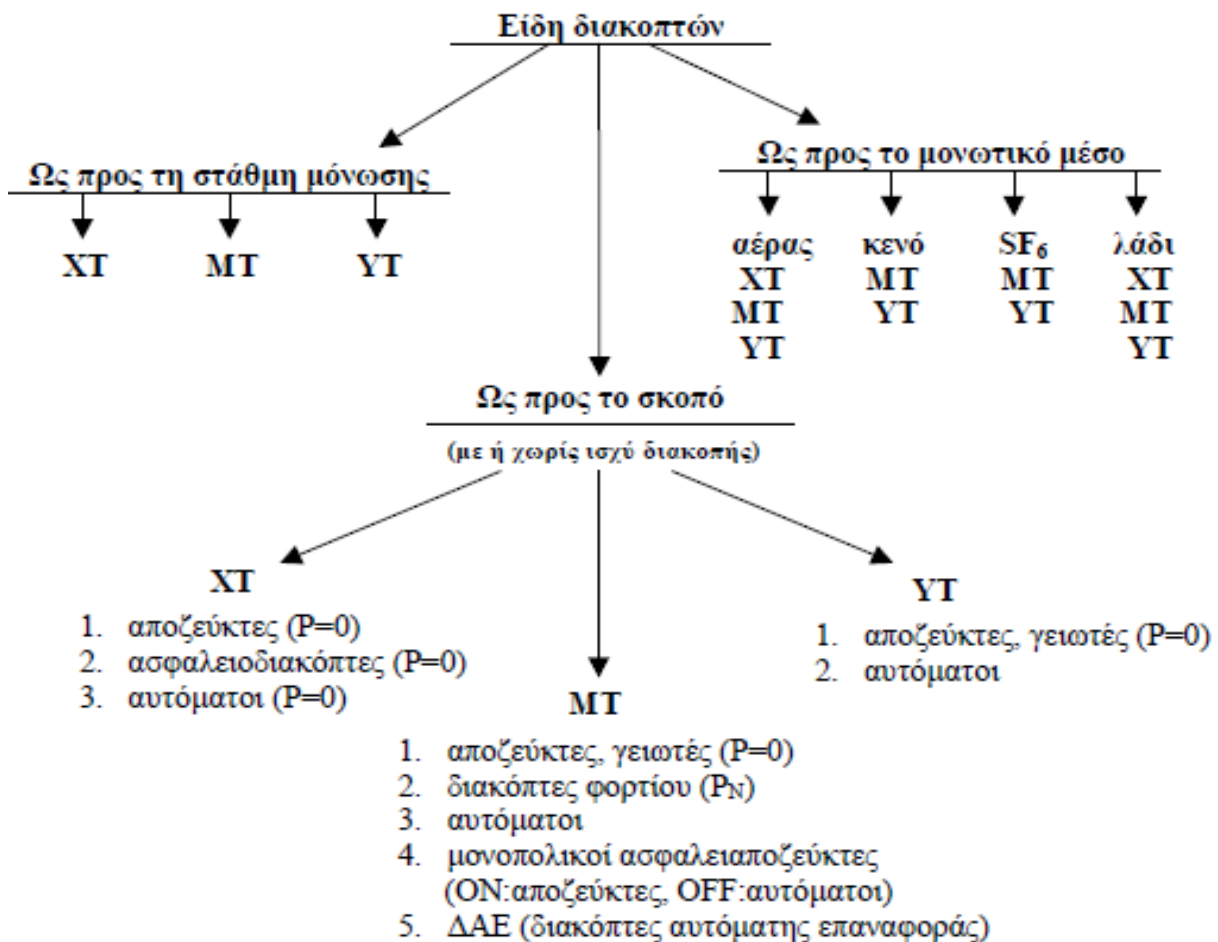 Είδη διακοπτών
Ως προς τη στάθμη μόνωσης
ΧΤ ΜΤ ΥΤ
Ως προς το μονωτικό μέσο
αέρας κενό SF₆ λάδι
ΧΤ ΜΤ ΜΤ ΧΤ
ΜΤ ΥΤ ΥΤ ΜΤ
ΥΤ ΥΤ
Ως προς το σκοπό
(με ή χωρίς ισχύ διακοπής)
ΧΤ
1. αποζεύκτες (P=0)
2. ασφαλειοδιακόπτες (P=0)
3. αυτόματοι (P=0)
ΜΤ
1. αποζεύκτες, γειωτές (P=0)
2. διακόπτες φορτίου (P_N)
3. αυτόματοι
4. μονοπολικοί ασφαλειαποζεύκτες
(ON:αποζεύκτες, OFF:αυτόματοι)
5. ΔΑΕ (διακόπτες αυτόματης επαναφοράς)
ΥΤ
1. αποζεύκτες, γειωτές (P=0)
2. αυτόματοι